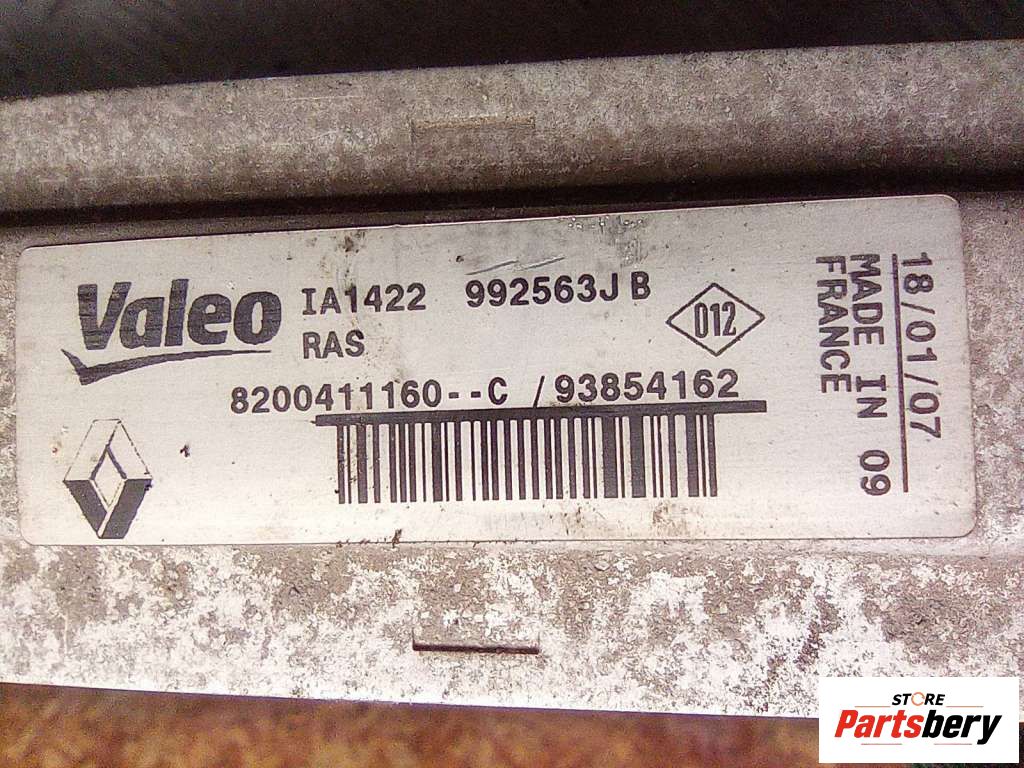 Valeo IA1422 992563J B
RAS
012
8200411160--C / 93854162
18/01/07
MADE IN 09
FRANCE
STORE
Partsbery